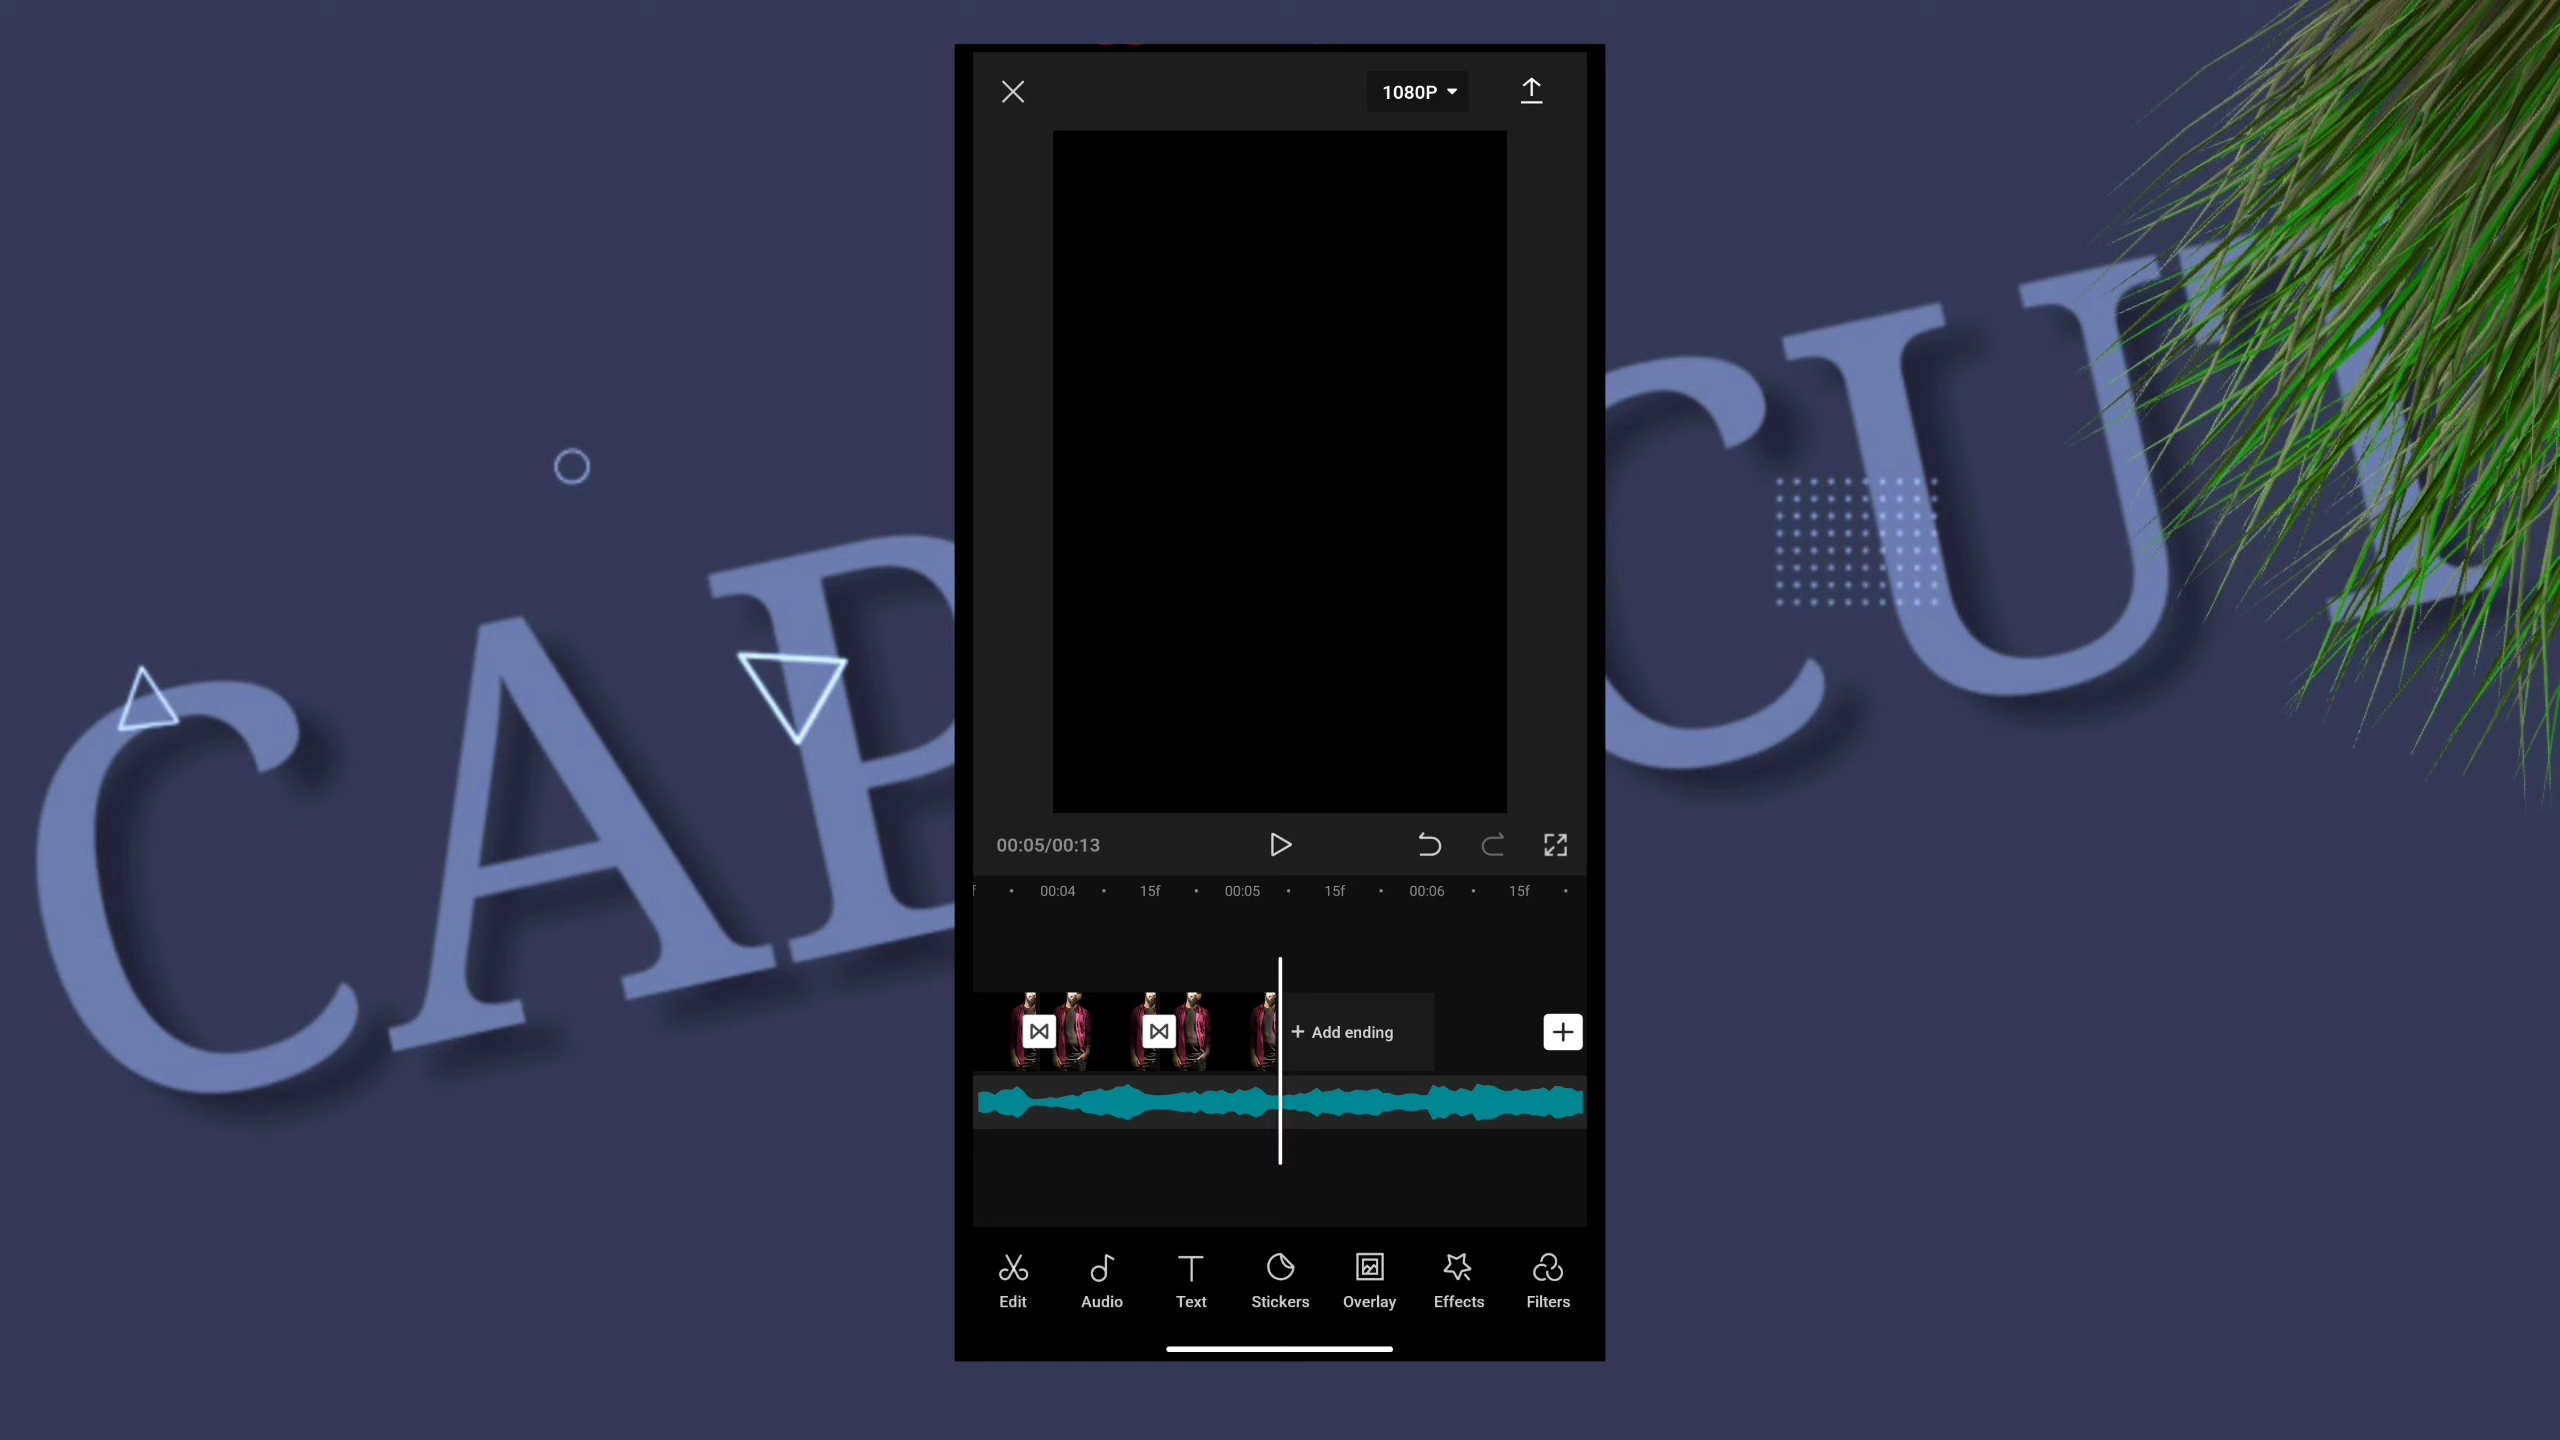 CAP CUT
1080P
00:05/00:13
f 00:04 15f 00:05 15f 00:06 15f
+ Add ending
Edit Audio Text Stickers Overlay Effects Filters